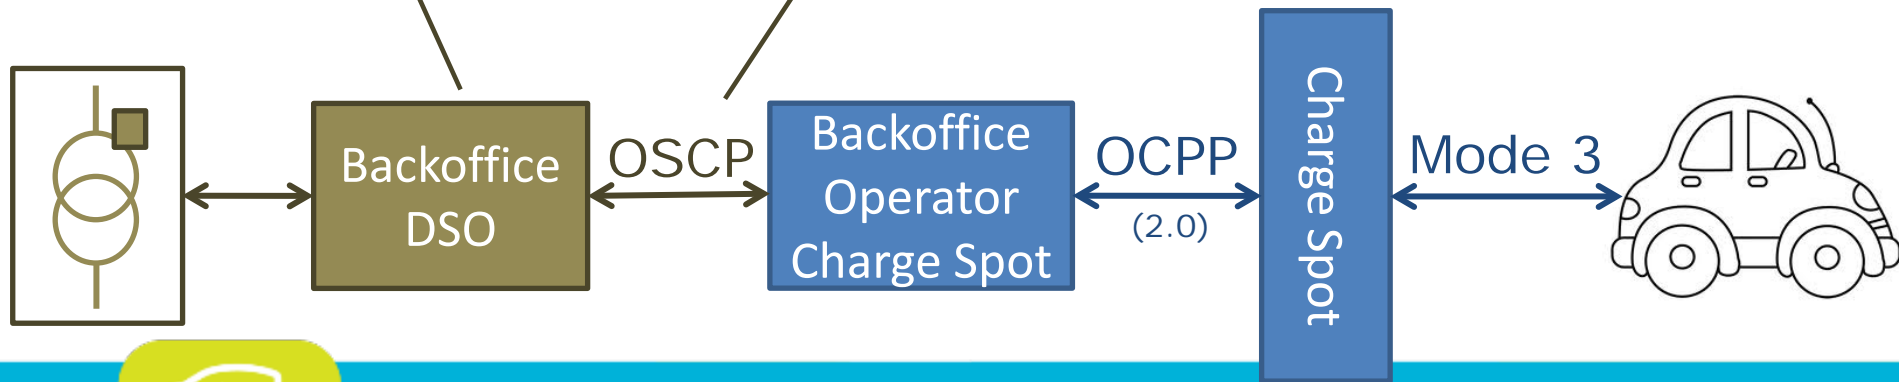 Backoffice
DSO
OSCP
Backoffice
Operator
Charge Spot
OCPP
(2.0)
Charge Spot
Mode 3